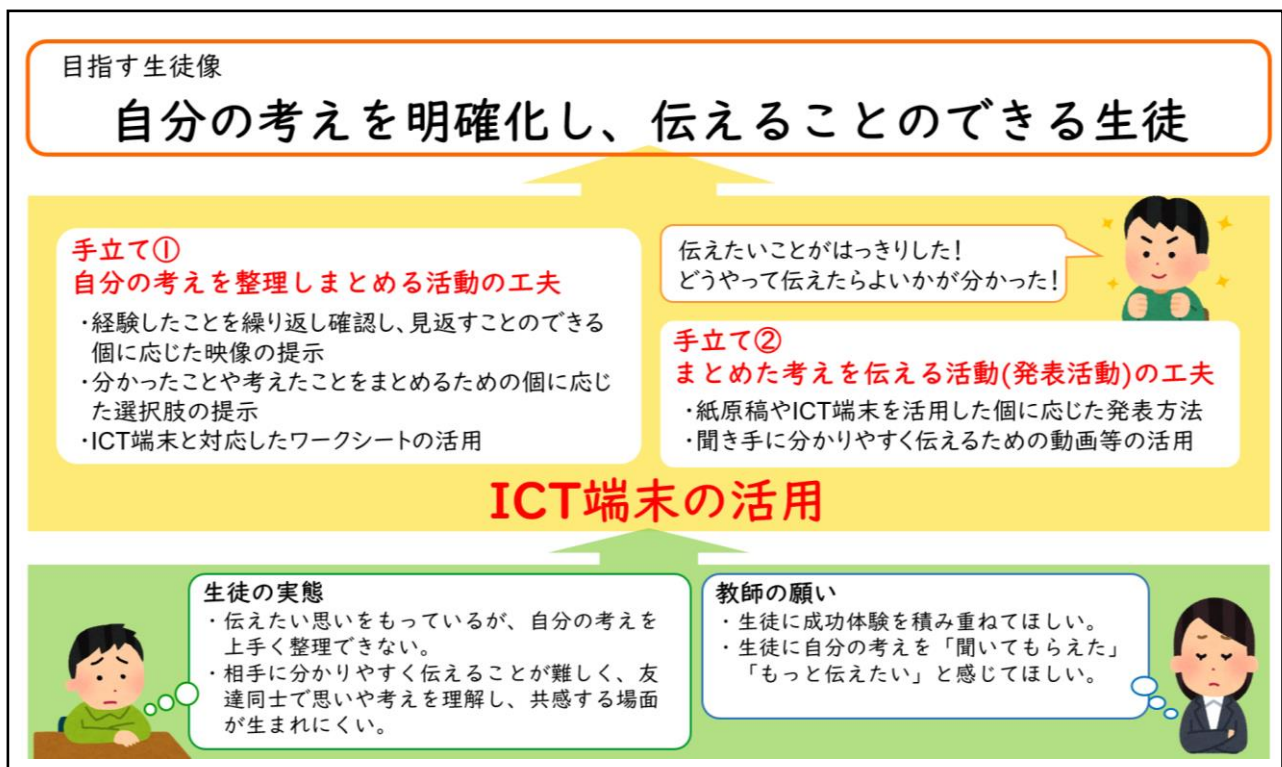 目指す生徒像
自分の考えを明確化し、伝えることのできる生徒
手立て①
自分の考えを整理しまとめる活動の工夫
・経験したことを繰り返し確認し、見返すことのできる
個に応じた映像の提示
・分かったことや考えたことをまとめるための個に応じ
た選択肢の提示
・ICT端末と対応したワークシートの活用
伝えたいことがはっきりした！
どうやって伝えたらよいかが分かった！
手立て②
まとめた考えを伝える活動(発表活動)の工夫
・紙原稿やICT端末を活用した個に応じた発表方法
・聞き手に分かりやすく伝えるための動画等の活用
ICT端末の活用
生徒の実態
・伝えたい思いをもっているが、自分の考えを
上手く整理できない。
・相手に分かりやすく伝えることが難しく、友
達同士で思いや考えを理解し、共感する場面
が生まれにくい。
教師の願い
・生徒に成功体験を積み重ねてほしい。
・生徒に自分の考えを「聞いてもらえた」
「もっと伝えたい」と感じてほしい。